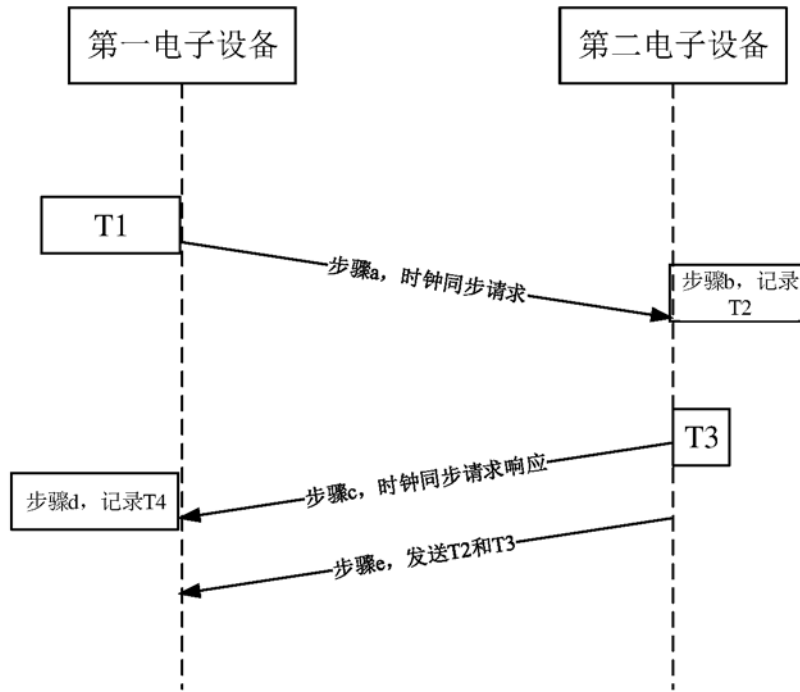 第一电子设备
第二电子设备
T1
步骤a，时钟同步请求
步骤b，记录
T2
T3
步骤c，时钟同步请求响应
步骤d，记录T4
步骤e，发送T2和T3